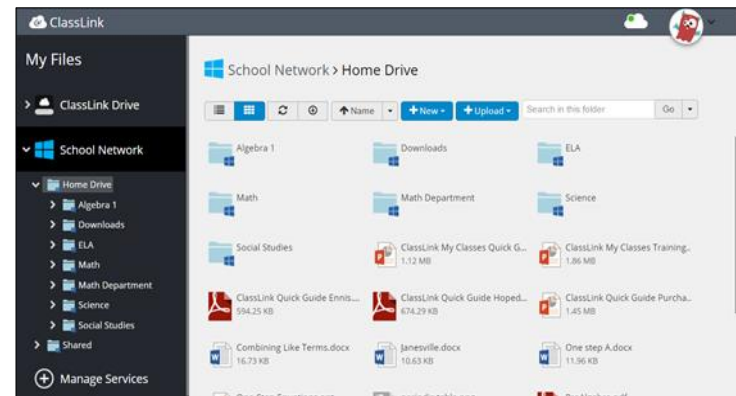 ClassLink
My Files
ClassLink Drive
School Network
Home Drive
Algebra 1
Downloads
ELA
Math
Math Department
Science
Social Studies
Shared
Manage Services
School Network > Home Drive
Name
+New
+Upload
Search in this folder
Go
Algebra 1
Downloads
ELA
Math
Math Department
Science
Social Studies
ClassLink My Classes Quick G...
1.12 MB
ClassLink My Classes Training..
1.86 MB
ClassLink Quick Guide Ennis....
594.25 KB
ClassLink Quick Guide Hoped...
674.29 KB
ClassLink Quick Guide Purcha..
1.45 MB
Combining Like Terms.docx
16.73 KB
Janesville.docx
10.63 KB
One step A.docx
11.96 KB